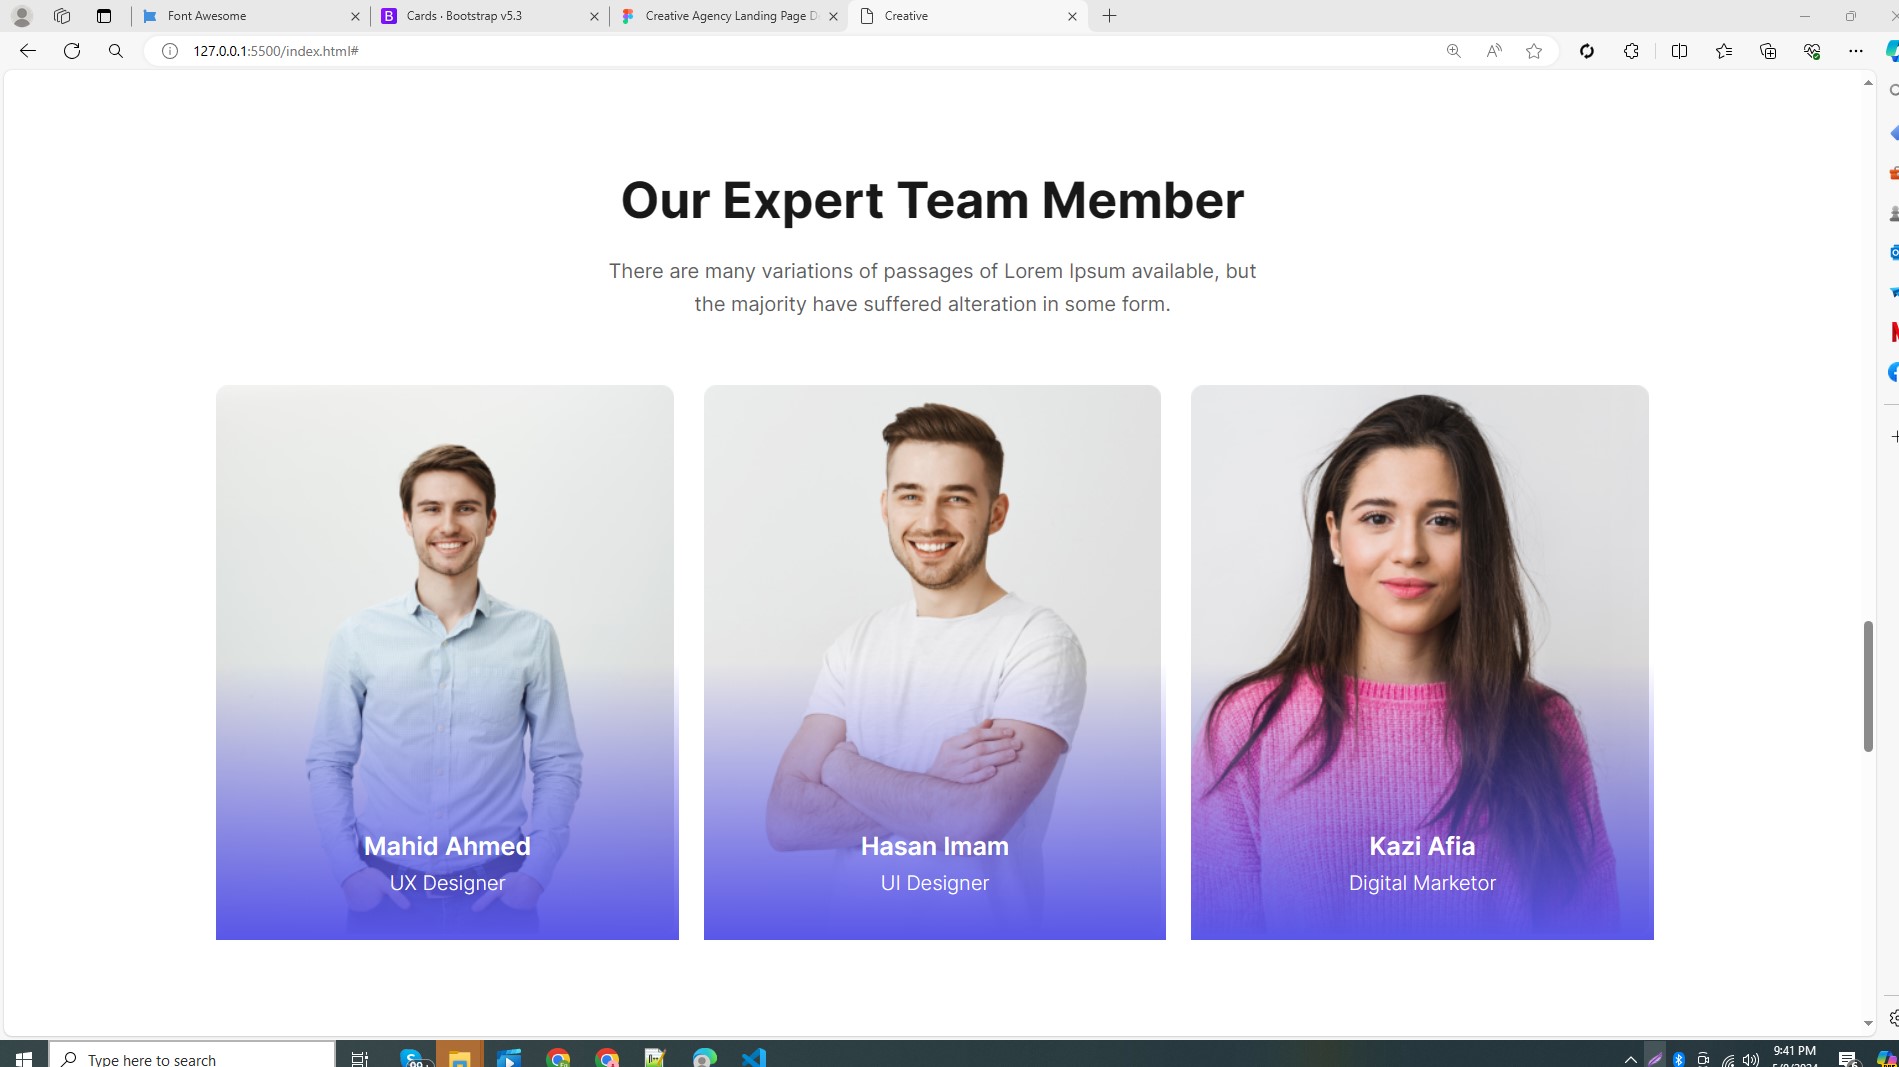 Font Awesome
Cards · Bootstrap v5.3
Creative Agency Landing Page D
Creative
127.0.0.1:5500/index.html#
Our Expert Team Member
There are many variations of passages of Lorem Ipsum available, but
the majority have suffered alteration in some form.
Mahid Ahmed
UX Designer
Hasan Imam
UI Designer
Kazi Afia
Digital Marketor
Type here to search
9:41 PM